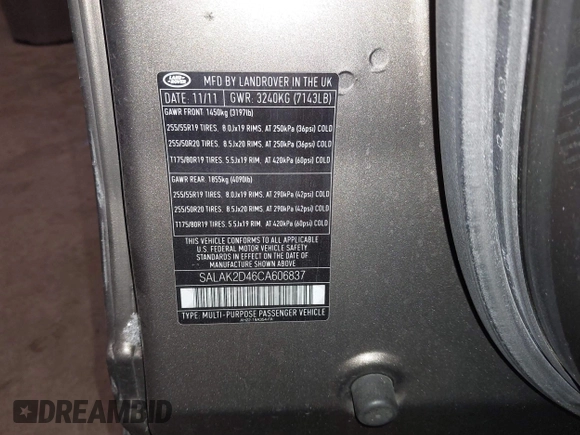 LAND
ROVER
MFD BY LANDROVER IN THE UK
DATE: 11/11 GWR: 3240KG (7143LB)
GAWR FRONT: 1450kg (3197lb)
255/55R19 TIRES. 8.0Jx19 RIMS, AT 250kPa (36psi) COLD
255/50R20 TIRES. 8.5Jx20 RIMS, AT 250kPa (36psi) COLD
T175/80R19 TIRES. 5.5Jx19 RIM, AT 420kPa (60psi) COLD
GAWR REAR: 1855kg (4090lb)
255/55R19 TIRES. 8.0Jx19 RIMS, AT 290kPa (42psi) COLD
255/50R20 TIRES. 8.5Jx20 RIMS, AT 290kPa (42psi) COLD
T175/80R19 TIRES. 5.5Jx19 RIM, AT 420kPa (60psi) COLD
THIS VEHICLE CONFORMS TO ALL APPLICABLE
U.S. FEDERAL MOTOR VEHICLE SAFETY
STANDARDS IN EFFECT ON THE DATE OF
MANUFACTURE SHOWN ABOVE
SALAK2D46CA606837
TYPE: MULTI-PURPOSE PASSENGER VEHICLE
DREAMBID